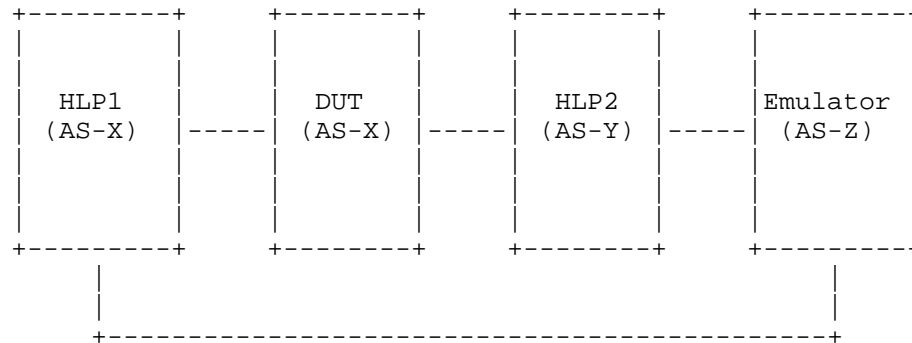 HLP1 DUT HLP2 Emulator
(AS-X) (AS-X) (AS-Y) (AS-Z)